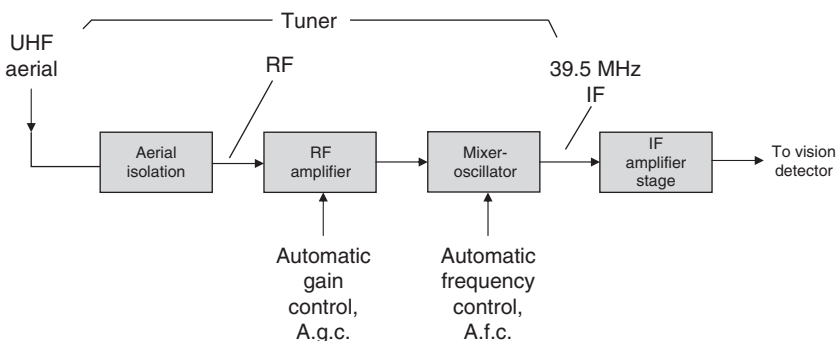 Tuner
UHF
aerial
RF
39.5 MHz
IF
Aerial
isolation
RF
amplifier
Mixer-
oscillator
IF
amplifier
stage
To vision
detector
Automatic
gain
control,
A.g.c.
Automatic
frequency
control,
A.f.c.